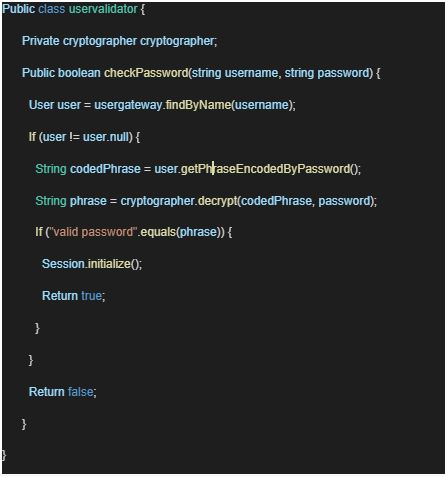 Public class uservalidator {
Private cryptographer cryptographer;
Public boolean checkPassword(string username, string password) {
User user = usergateway.findByName(username);
If (user != user.null) {
String codedPhrase = user.getPhraseEncodedByPassword();
String phrase = cryptographer.decrypt(codedPhrase, password);
If ("valid password".equals(phrase)) {
Session.initialize();
Return true;
}
}
Return false;
}
}